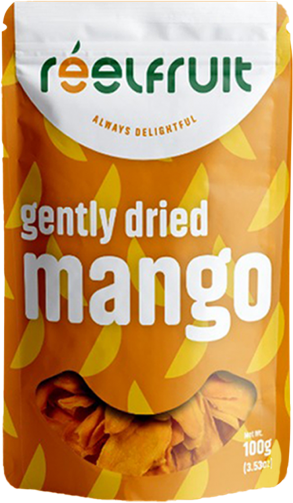 réelfruit
ALWAYS DELIGHTFUL
gently dried
mango
Net wt.
100g
(3.53oz)